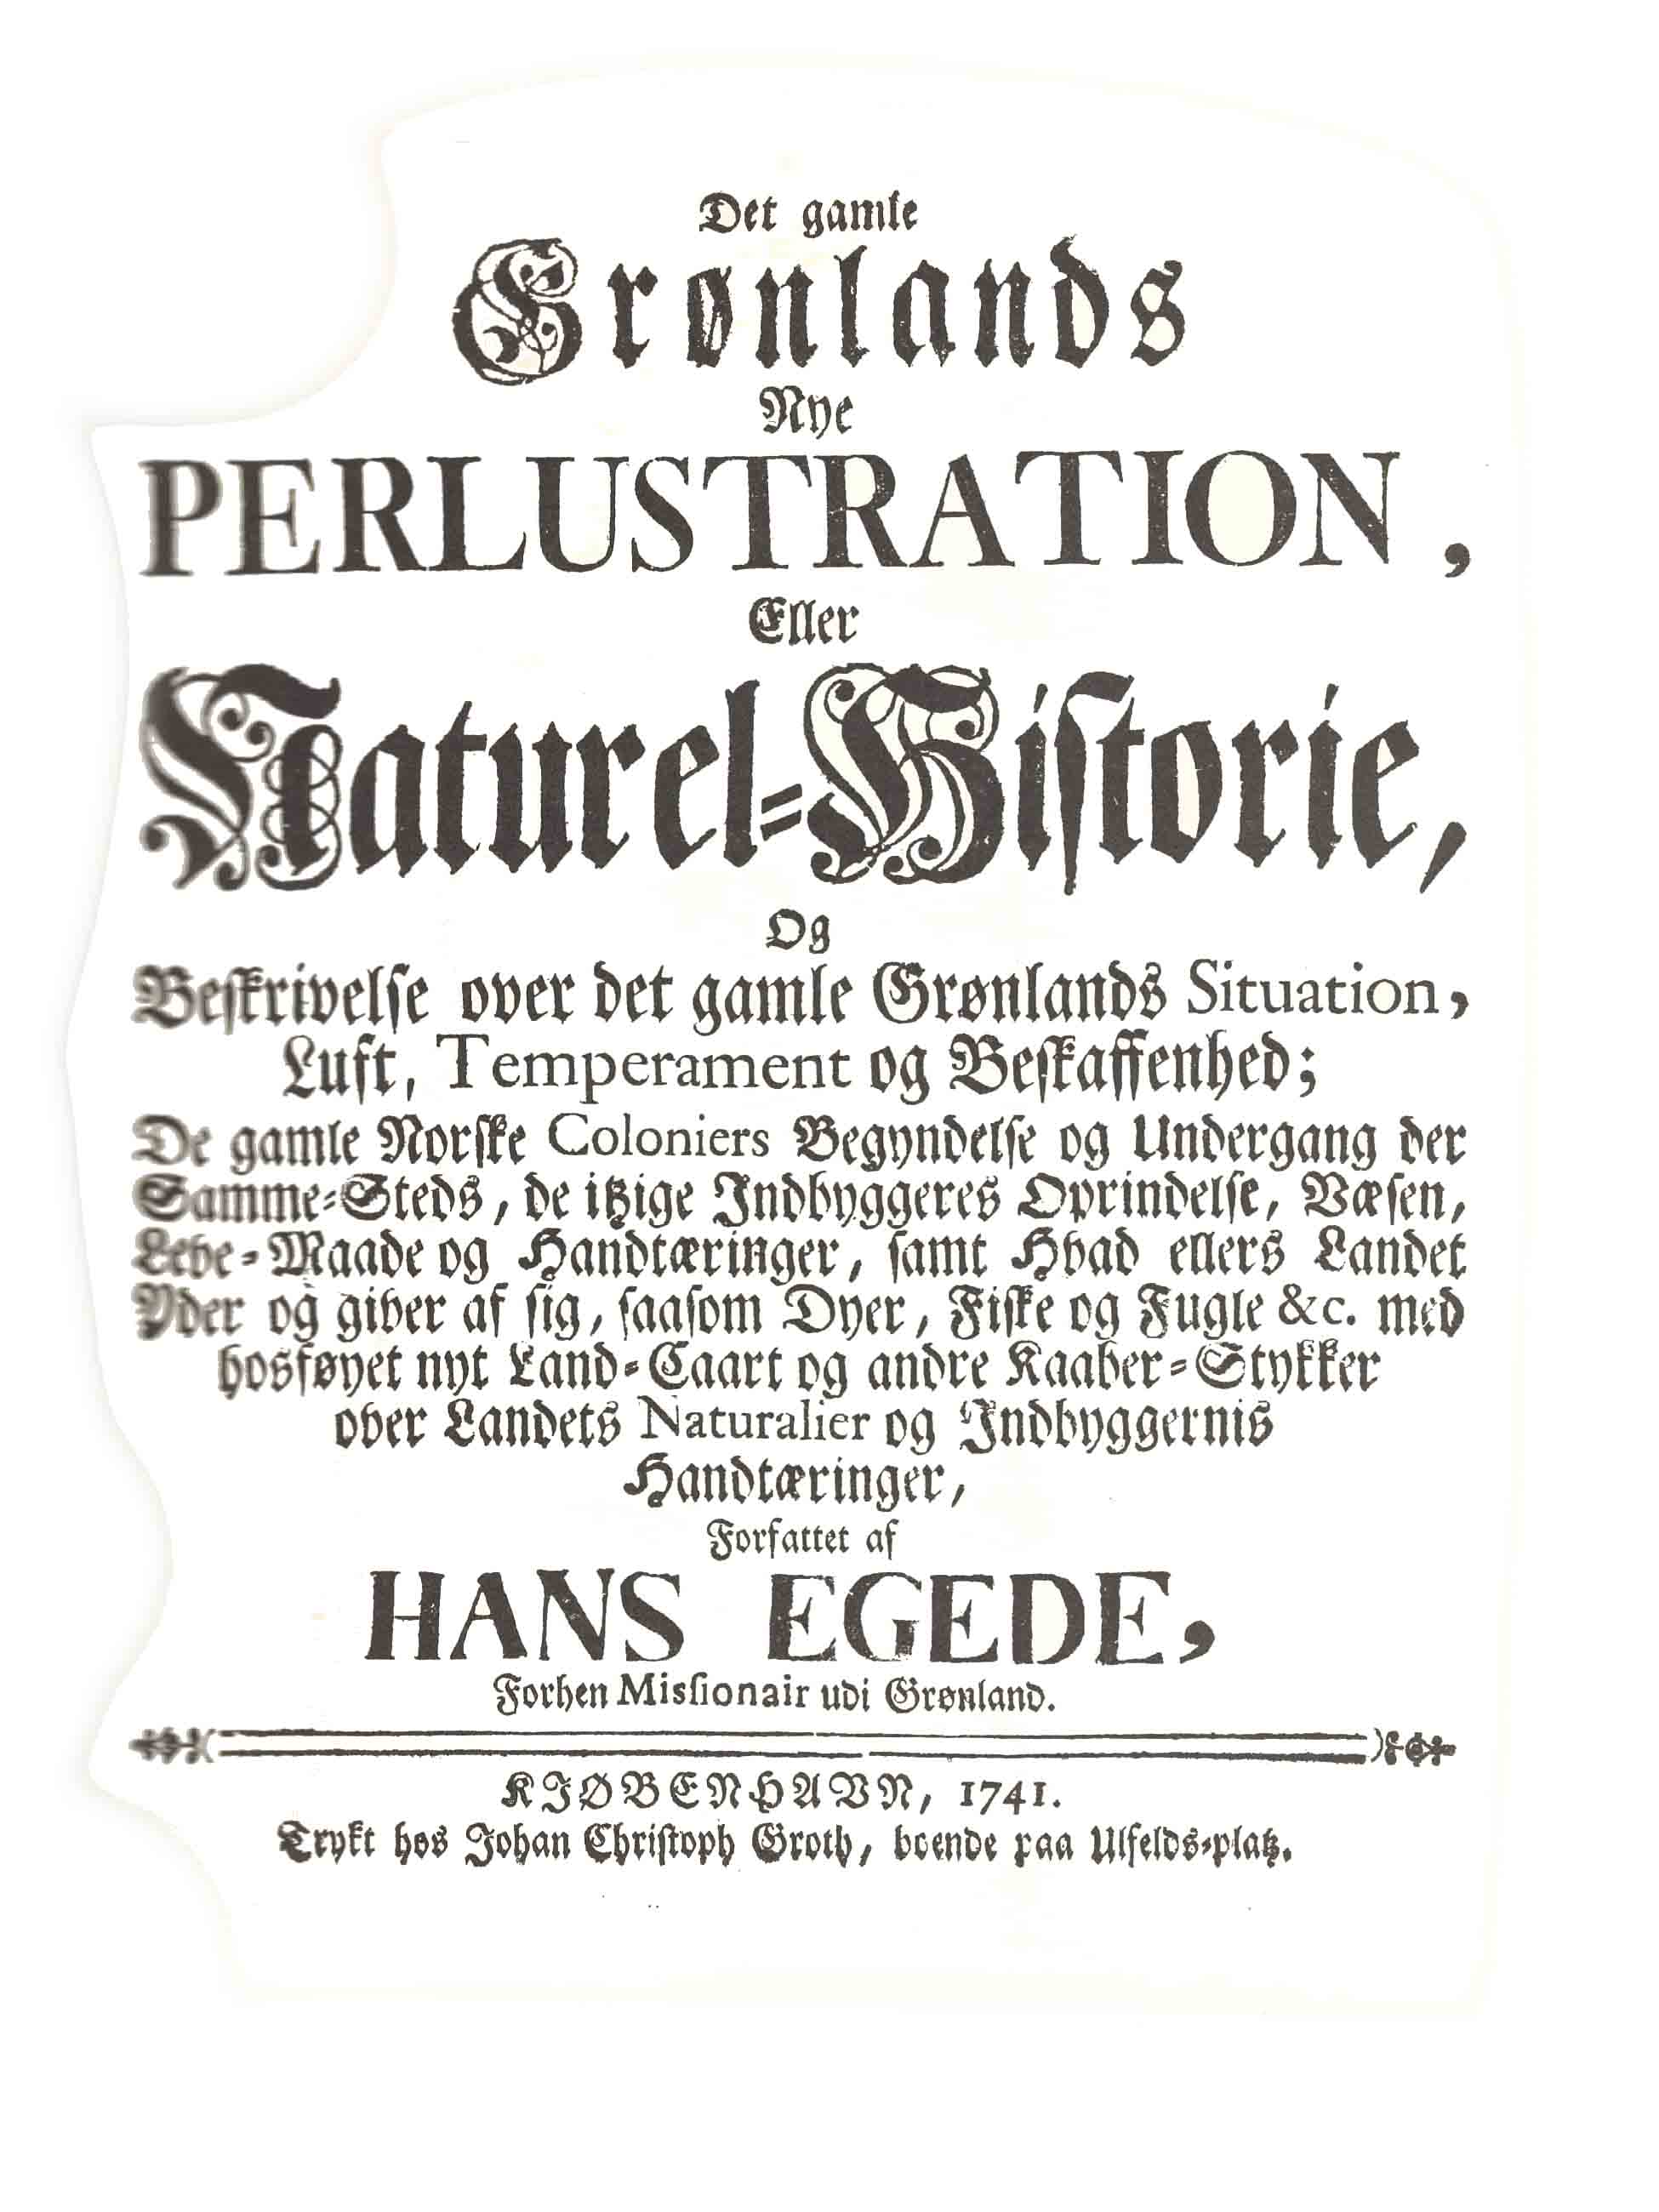 Det gamle
Grønlands
Nye
PERLUSTRATION,
Eller
Naturel-Historie,
Og
Beskrivelse over det gamle Grønlands Situation,
Luft, Temperament og Beskaffenhed;
De gamle Norske Coloniers Begyndelse og Undergang der
Samme-Steds, de itzige Indbyggeres Oprindelse, Væsen,
Leve-Maade og Handtæringer, samt Hvad ellers Landet
Yder og giver af sig, saasom Dyer, Fiske og Fugle &c. med
hosføyet nyt Land-Caart og andre Kaaber-Stykker
over Landets Naturalier og Indbyggernis
Handtæringer,
Forfattet af
HANS EGEDE,
Forhen Missionair udi Grønland.
KIØBENHAVN, 1741.
Trykt hos Johan Christoph Groth, boende paa Ulfelds-platz.